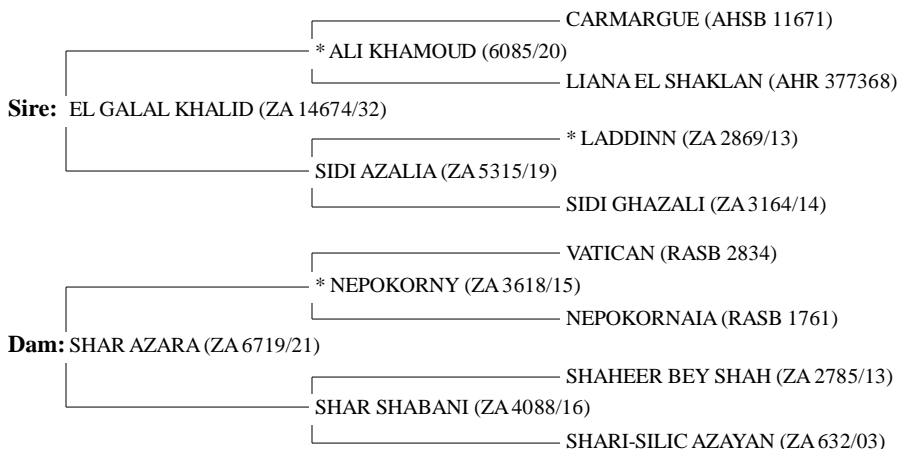 CARMARGUE (AHSB 11671)
* ALI KHAMOUD (6085/20)
LIANA EL SHAKLAN (AHR 377368)
Sire: EL GALAL KHALID (ZA 14674/32)
* LADDINN (ZA 2869/13)
SIDI AZALIA (ZA 5315/19)
SIDI GHAZALI (ZA 3164/14)
VATICAN (RASB 2834)
* NEPOKORNY (ZA 3618/15)
NEPOKORNAIA (RASB 1761)
Dam: SHAR AZARA (ZA 6719/21)
SHAHEER BEY SHAH (ZA 2785/13)
SHAR SHABANI (ZA 4088/16)
SHARI-SILIC AZAYAN (ZA 632/03)